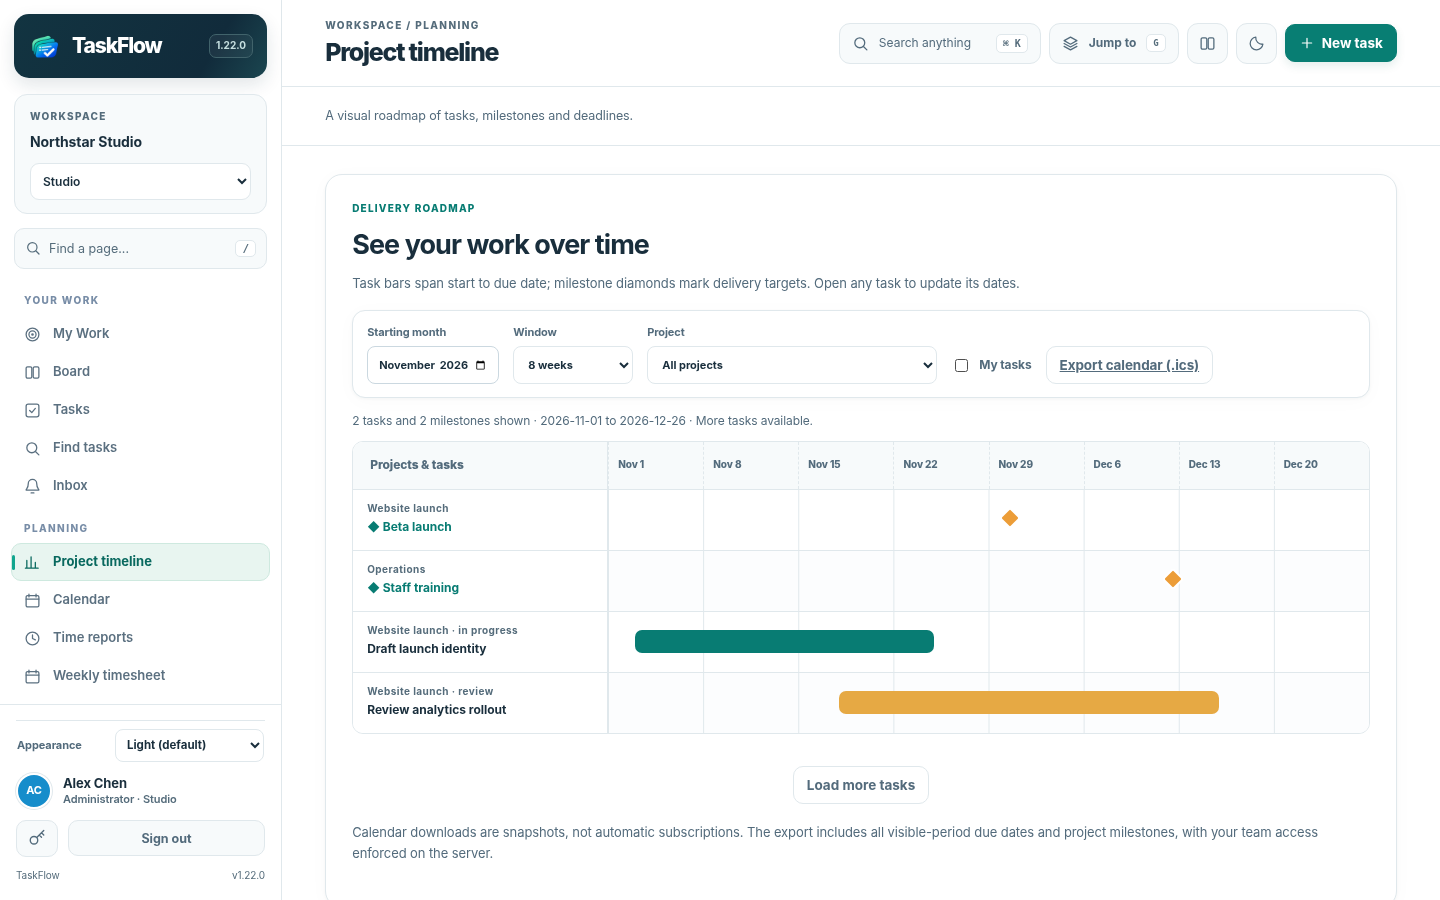 TaskFlow
1.22.0
WORKSPACE
Northstar Studio
Studio
Find a page...
/
YOUR WORK
My Work
Board
Tasks
Find tasks
Inbox
PLANNING
Project timeline
Calendar
Time reports
Weekly timesheet
Appearance
Light (default)
AC
Alex Chen
Administrator · Studio
Sign out
TaskFlow
v1.22.0
WORKSPACE / PLANNING
Project timeline
Search anything
⌘ K
Jump to
G
New task
A visual roadmap of tasks, milestones and deadlines.
DELIVERY ROADMAP
See your work over time
Task bars span start to due date; milestone diamonds mark delivery targets. Open any task to update its dates.
Starting month
Window
Project
November 2026
8 weeks
All projects
My tasks
Export calendar (.ics)
2 tasks and 2 milestones shown · 2026-11-01 to 2026-12-26 · More tasks available.
Projects & tasks
Nov 1
Nov 8
Nov 15
Nov 22
Nov 29
Dec 6
Dec 13
Dec 20
Website launch
◆ Beta launch
Operations
◆ Staff training
Website launch · in progress
Draft launch identity
Website launch · review
Review analytics rollout
Load more tasks
Calendar downloads are snapshots, not automatic subscriptions. The export includes all visible-period due dates and project milestones, with your team access
enforced on the server.